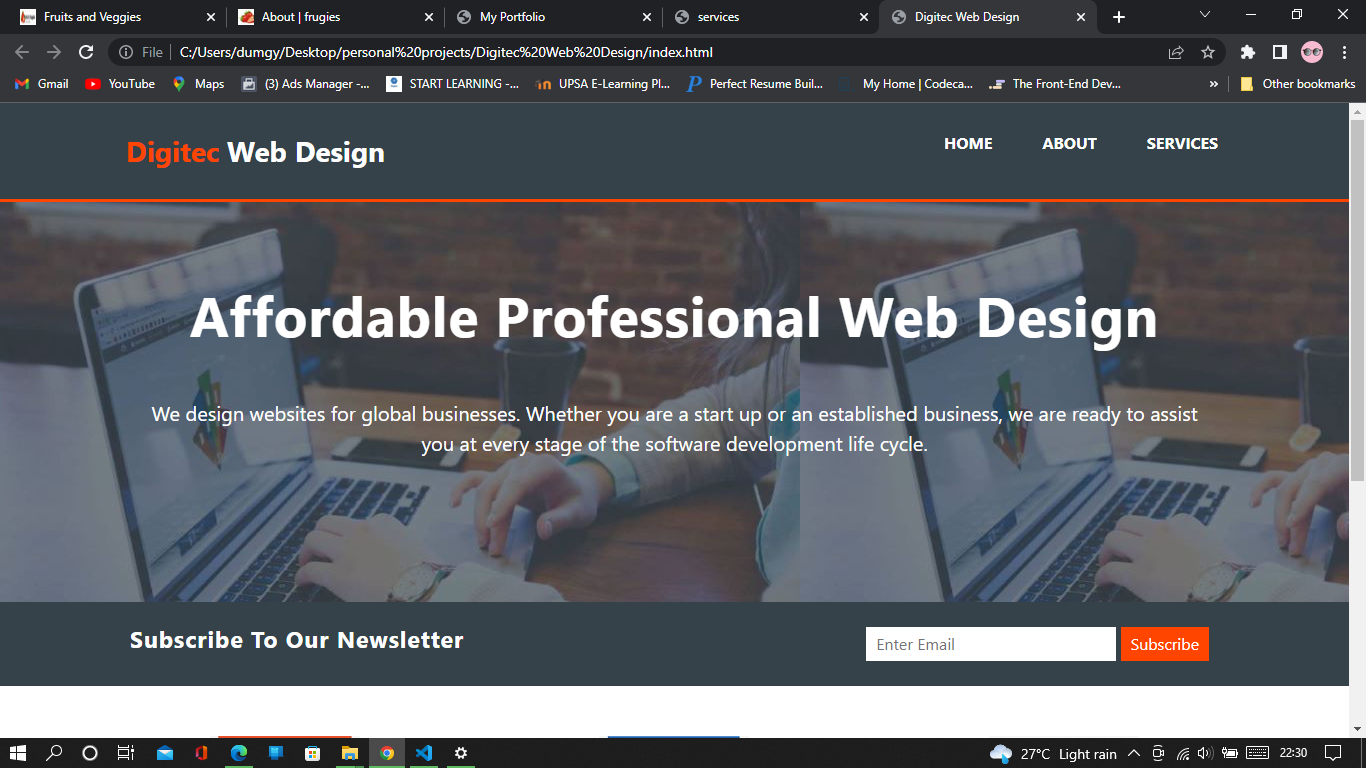 Fruits and Veggies
About | frugies
My Portfolio
services
Digitec Web Design
File
C:/Users/dumgy/Desktop/personal%20projects/Digitec%20Web%20Design/index.html
Gmail
YouTube
Maps
(3) Ads Manager -...
START LEARNING -...
UPSA E-Learning Pl...
Perfect Resume Buil...
My Home | Codeca...
The Front-End Dev...
»
Other bookmarks
Digitec Web Design
HOME
ABOUT
SERVICES
Affordable Professional Web Design
We design websites for global businesses. Whether you are a start up or an established business, we are ready to assist
you at every stage of the software development life cycle.
Subscribe To Our Newsletter
Enter Email
Subscribe
27°C Light rain
22:30